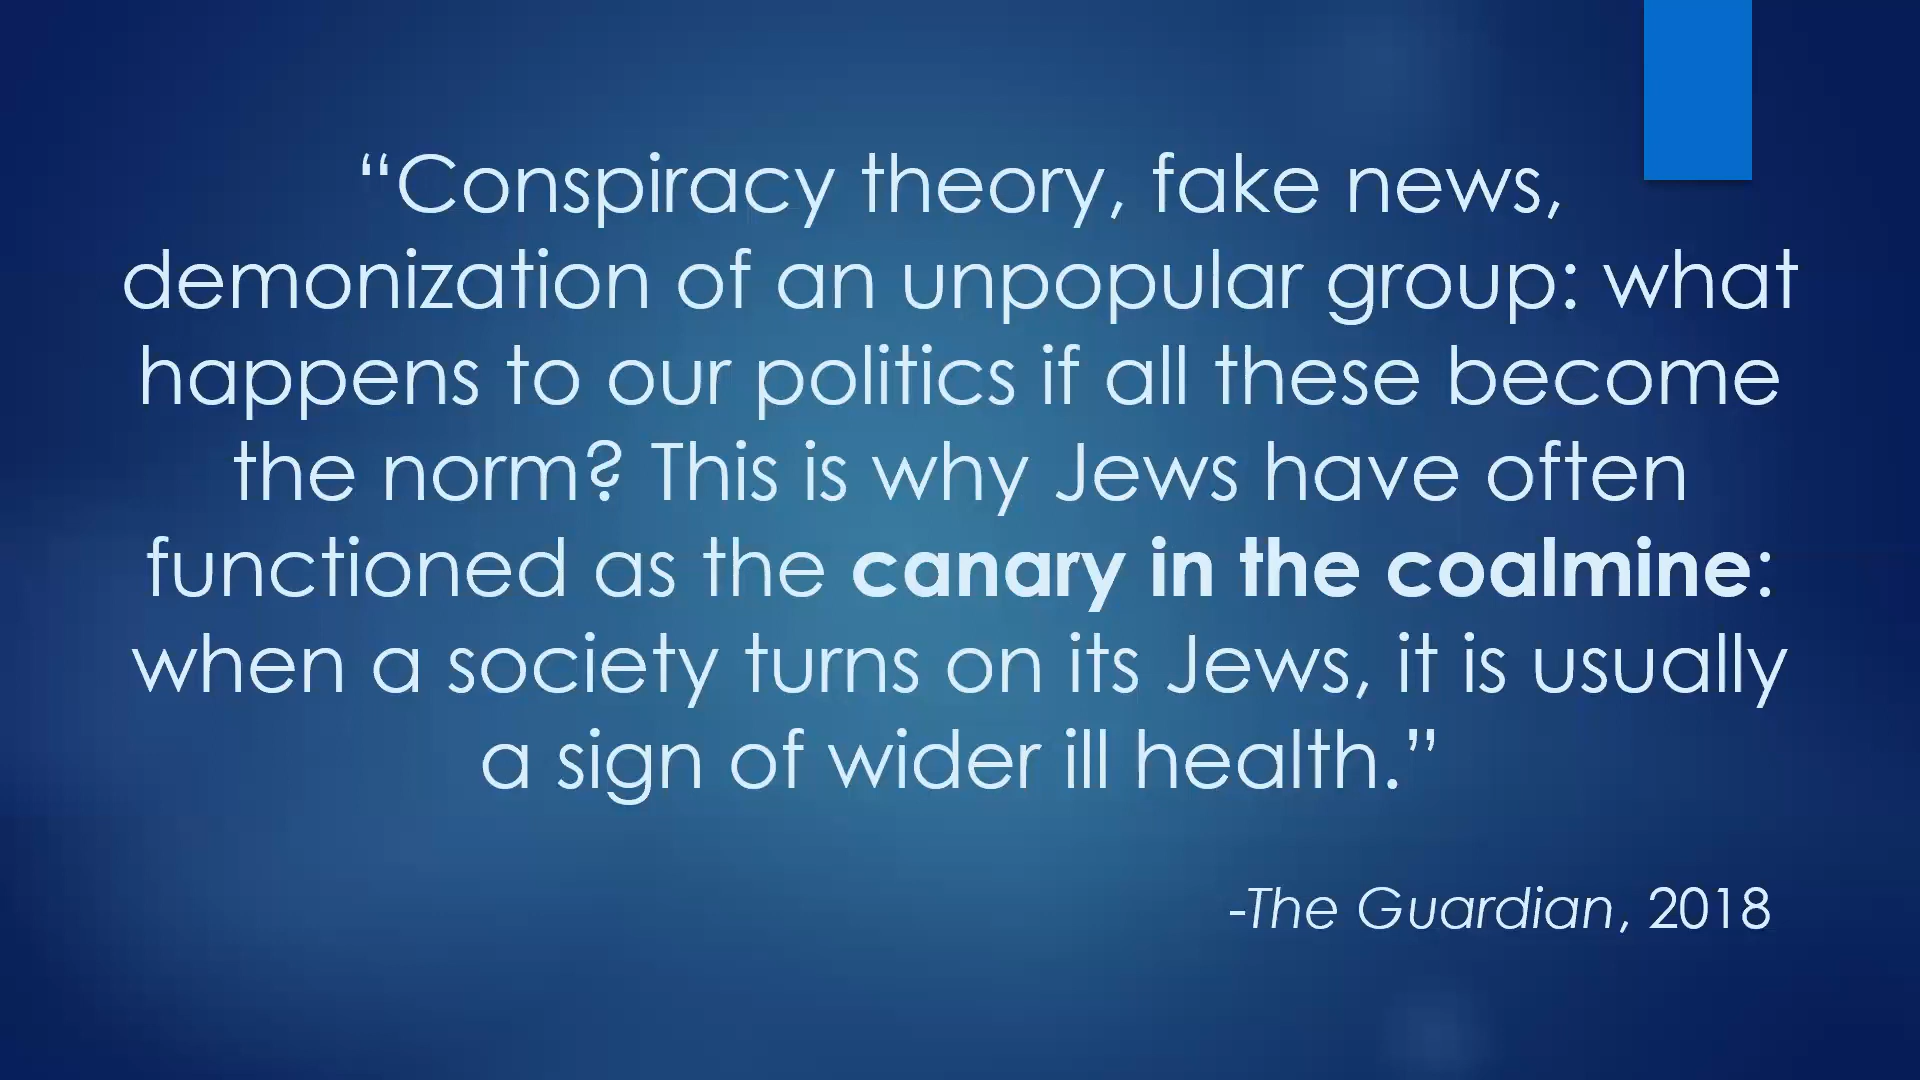 “Conspiracy theory, fake news,
demonization of an unpopular group: what
happens to our politics if all these become
the norm? This is why Jews have often
functioned as the canary in the coalmine:
when a society turns on its Jews, it is usually
a sign of wider ill health.”
-The Guardian, 2018